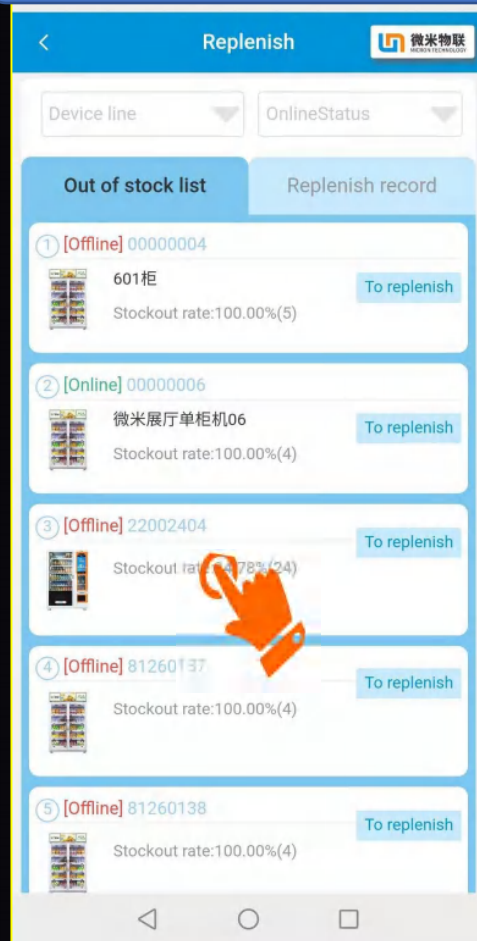 Replenish
微米物联
MICRON TECHNOLOGY
Device line
OnlineStatus
Out of stock list
Replenish record
1 [Offline] 00000004
601柜
To replenish
Stockout rate:100.00%(5)
2 [Online] 00000006
微米展厅单柜机06
To replenish
Stockout rate:100.00%(4)
3 [Offline] 22002404
To replenish
Stockout 78%(24)
4 [Offline]
To replenish
Stockout rate:100.00%(4)
5 [Offline] 81260138
To replenish
Stockout rate:100.00%(4)